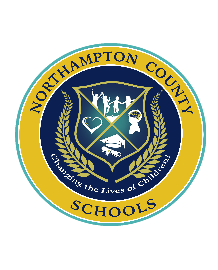 NORTHAMPTON COUNTY
Changing the Lives of Children!
SCHOOLS